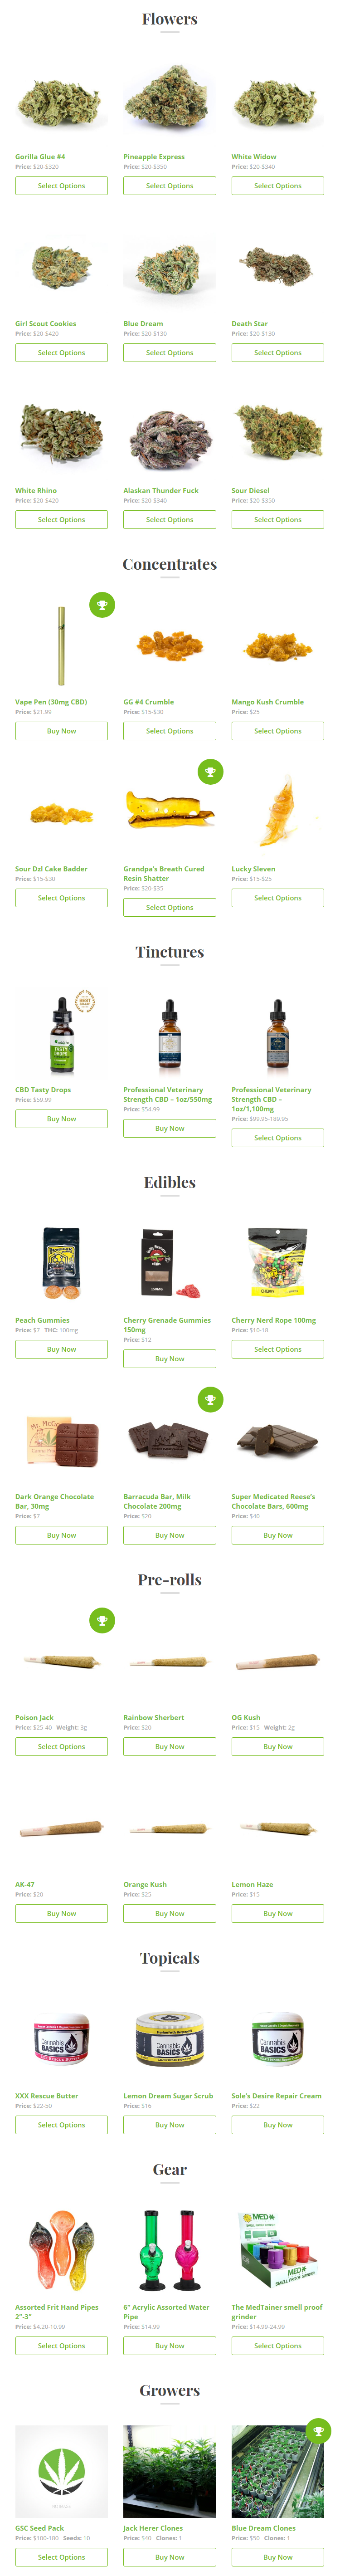 Flowers
Gorilla Glue #4
Price: $20-$320
Select Options
Pineapple Express
Price: $20-$350
Select Options
White Widow
Price: $20-$340
Select Options
Girl Scout Cookies
Price: $20-$420
Select Options
Blue Dream
Price: $20-$130
Select Options
Death Star
Price: $20-$130
Select Options
White Rhino
Price: $20-$420
Select Options
Alaskan Thunder Fuck
Price: $20-$340
Select Options
Sour Diesel
Price: $20-$350
Select Options
Concentrates
Vape Pen (30mg CBD)
Price: $21.99
Buy Now
GG #4 Crumble
Price: $15-$30
Select Options
Mango Kush Crumble
Price: $25
Select Options
Sour Dzl Cake Badder
Price: $15-$30
Select Options
Grandpa's Breath Cured
Resin Shatter
Price: $20-$35
Select Options
Lucky Sleven
Price: $15-$25
Select Options
Tinctures
BEST
TASTY
DROPS
CBD Tasty Drops
Price: $59.99
Buy Now
Professional Veterinary
Strength CBD – 1oz/550mg
Price: $54.99
Buy Now
Professional Veterinary
Strength CBD –
1oz/1,100mg
Price: $99.95-189.95
Select Options
Edibles
Peach Gummies
Price: $7 THC: 100mg
Buy Now
Cherry Grenade Gummies
150mg
Price: $12
Buy Now
CHERRY
Cherry Nerd Rope 100mg
Price: $10-18
Select Options
Dark Orange Chocolate
Bar, 30mg
Price: $7
Buy Now
Barracuda Bar, Milk
Chocolate 200mg
Price: $20
Buy Now
Super Medicated Reese's
Chocolate Bars, 600mg
Price: $40
Buy Now
Pre-rolls
Poison Jack
Price: $25-40 Weight: 3g
Select Options
Rainbow Sherbert
Price: $20
Buy Now
OG Kush
Price: $15 Weight: 2g
Buy Now
AK-47
Price: $20
Buy Now
Orange Kush
Price: $25
Buy Now
Lemon Haze
Price: $15
Buy Now
Topicals
Cannabis
BASICS
XXX Rescue Butter
Price: $22-50
Select Options
Cannabis
BASICS
Lemon Dream Sugar Scrub
Price: $16
Buy Now
Cannabis
BASICS
Sole's Desire Repair Cream
Price: $22
Buy Now
Gear
Assorted Frit Hand Pipes
2"-3"
Price: $4.20-10.99
Select Options
6" Acrylic Assorted Water
Pipe
Price: $14.99
Buy Now
MED
MED
SMELL PROOF GRINDER
The MedTainer smell proof
grinder
Price: $14.99-24.99
Select Options
Growers
GSC Seed Pack
Price: $100-180 Seeds: 10
Select Options
Jack Herer Clones
Price: $40 Clones: 1
Buy Now
Blue Dream Clones
Price: $50 Clones: 1
Buy Now